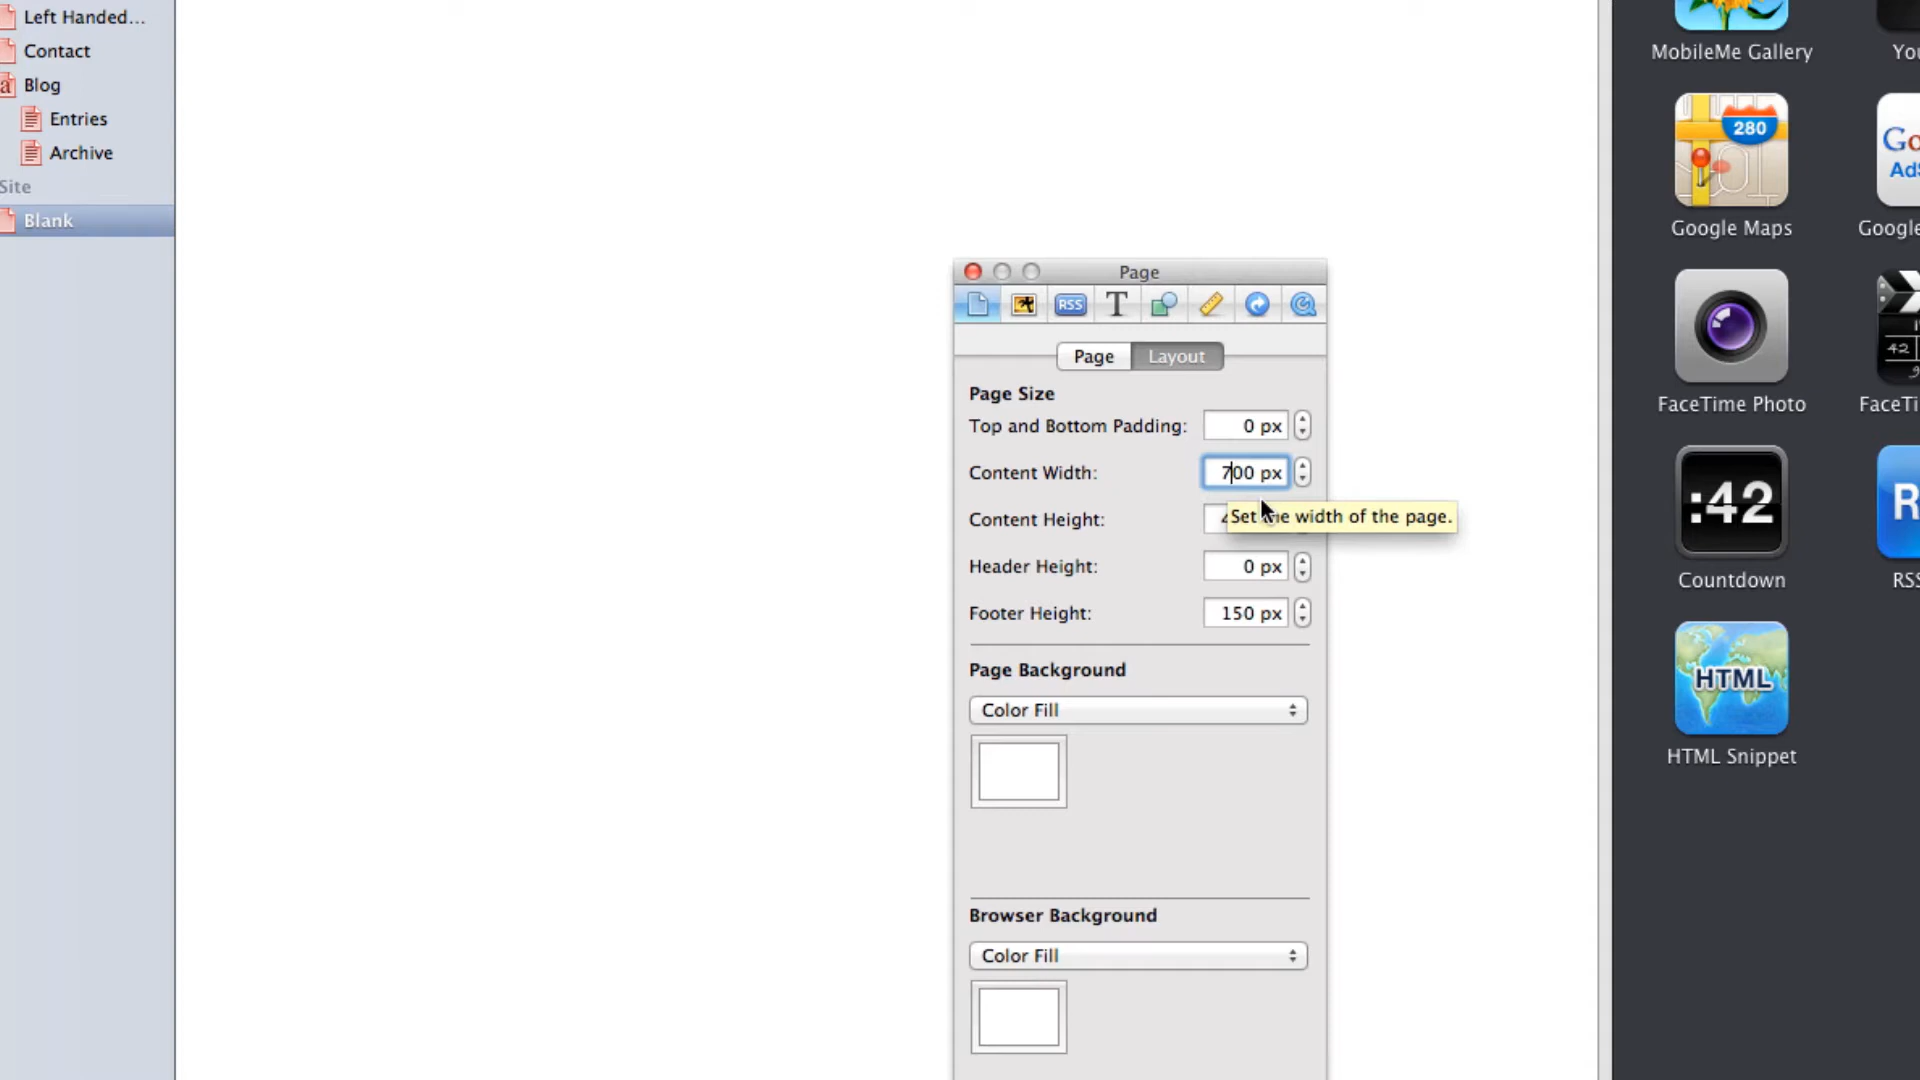 Left Handed...
Contact
Blog
Entries
Archive
Site
Blank
Page
RSS
T
Page
Layout
Page Size
Top and Bottom Padding:
0 px
Content Width:
700 px
Set the width of the page.
Content Height:
Header Height:
0 px
Footer Height:
150 px
Page Background
Color Fill
Browser Background
Color Fill
MobileMe Gallery
280
Google Maps
FaceTime Photo
42
:42
Countdown
RSS
HTML
HTML Snippet